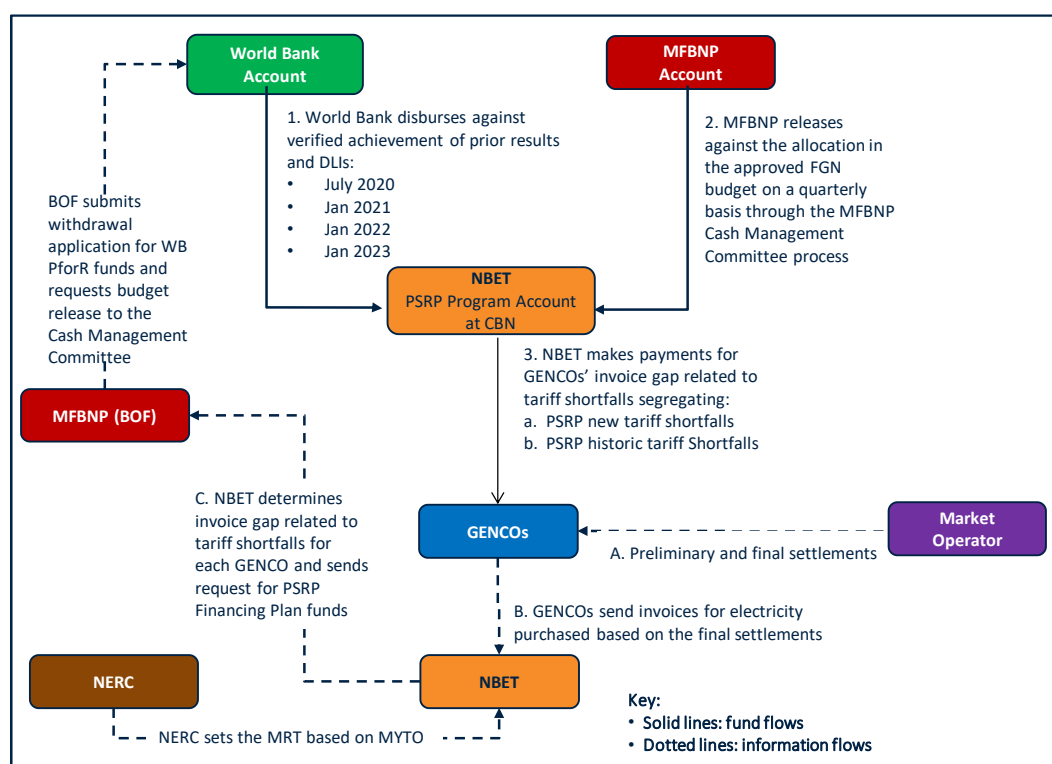 World Bank
Account
MFBNP
Account
1. World Bank disburses against
verified achievement of prior results
and DLIs:
• July 2020
• Jan 2021
• Jan 2022
• Jan 2023
2. MFBNP releases
against the allocation in
the approved FGN
budget on a quarterly
basis through the MFBNP
Cash Management
Committee process
BOF submits
withdrawal
application for WB
PforR funds and
requests budget
release to the
Cash Management
Committee
NBET
PSRP Program Account
at CBN
3. NBET makes payments for
GENCOs’ invoice gap related to
tariff shortfalls segregating:
a. PSRP new tariff shortfalls
b. PSRP historic tariff Shortfalls
MFBNP (BOF)
C. NBET determines
invoice gap related to
tariff shortfalls for
each GENCO and sends
request for PSRP
Financing Plan funds
GENCOs
Market
Operator
A. Preliminary and final settlements
B. GENCOs send invoices for electricity
purchased based on the final settlements
NERC
NBET
NERC sets the MRT based on MYTO
Key:
• Solid lines: fund flows
• Dotted lines: information flows